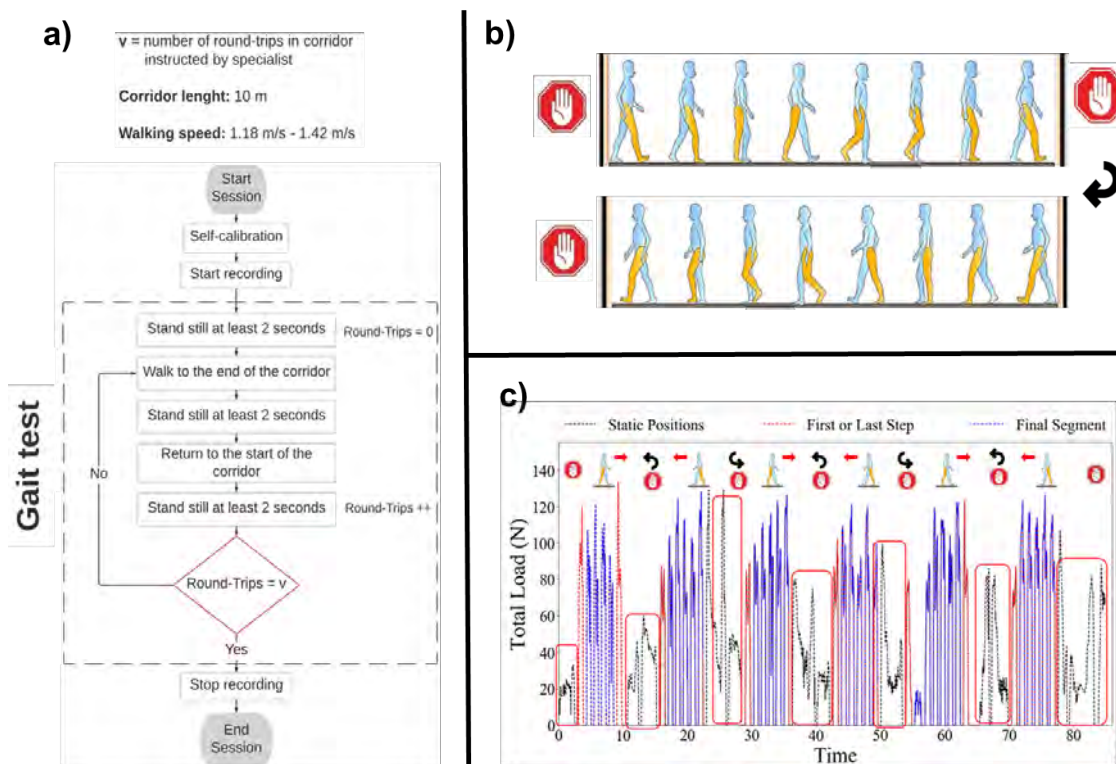 a)
v = number of round-trips in corridor
instructed by specialist
Corridor lenght: 10 m
Walking speed: 1.18 m/s - 1.42 m/s
Start
Session
Self-calibration
Start recording
Gait test
Stand still at least 2 seconds
Round-Trips = 0
Walk to the end of the corridor
Stand still at least 2 seconds
Return to the start of the
corridor
No
Stand still at least 2 seconds
Round-Trips ++
Round-Trips = v
Yes
Stop recording
End
Session
b)
c)
Static Positions First or Last Step Final Segment
Total Load (N)
140
120
100
80
60
40
20
0
0 10 20 30 40 50 60 70 80
Time